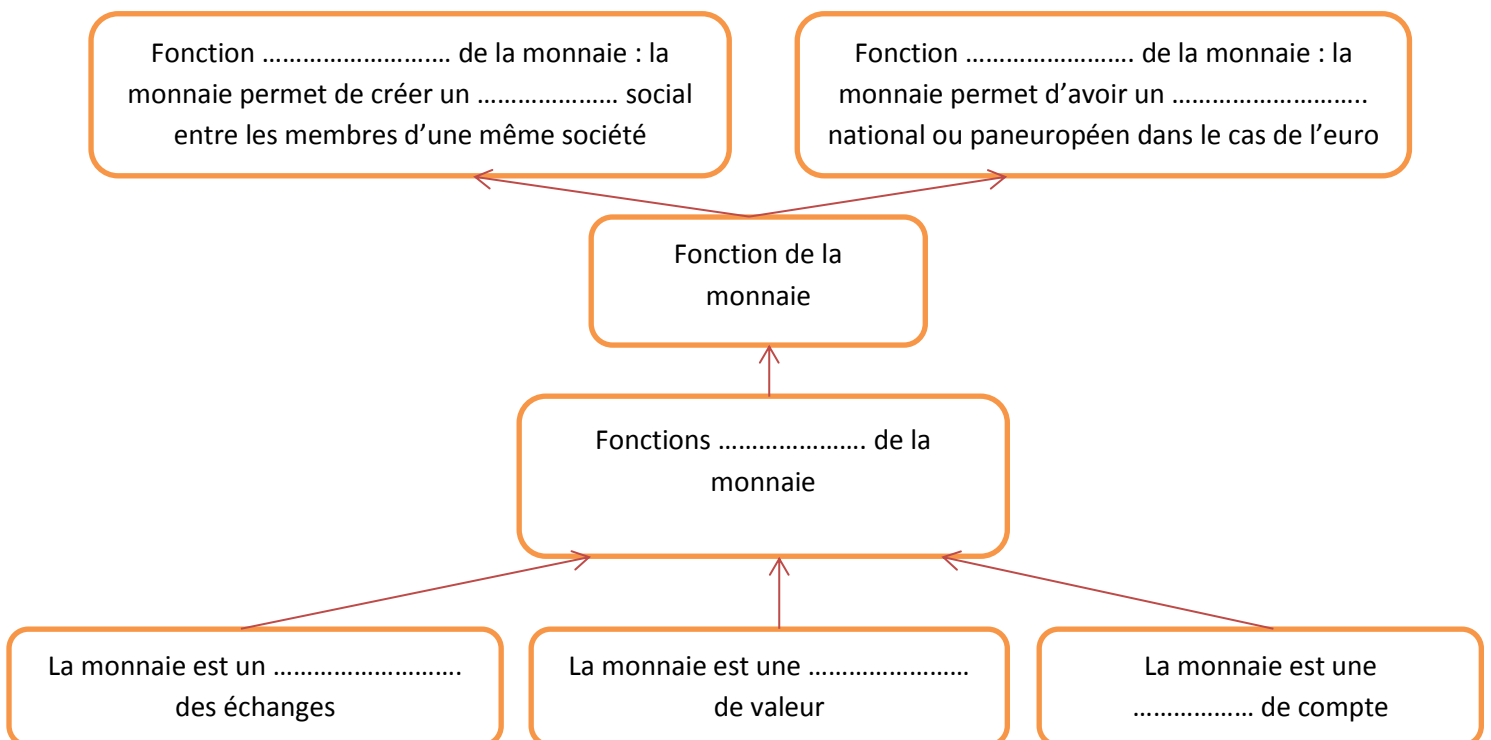 Fonction ………………………. de la monnaie : la
monnaie permet de créer un ………………… social
entre les membres d’une même société
Fonction ……………………. de la monnaie : la
monnaie permet d’avoir un ………………………..
national ou paneuropéen dans le cas de l’euro
Fonction de la
monnaie
Fonctions …………………. de la
monnaie
La monnaie est un ……………………….
des échanges
La monnaie est une ……………………
de valeur
La monnaie est une
……………… de compte